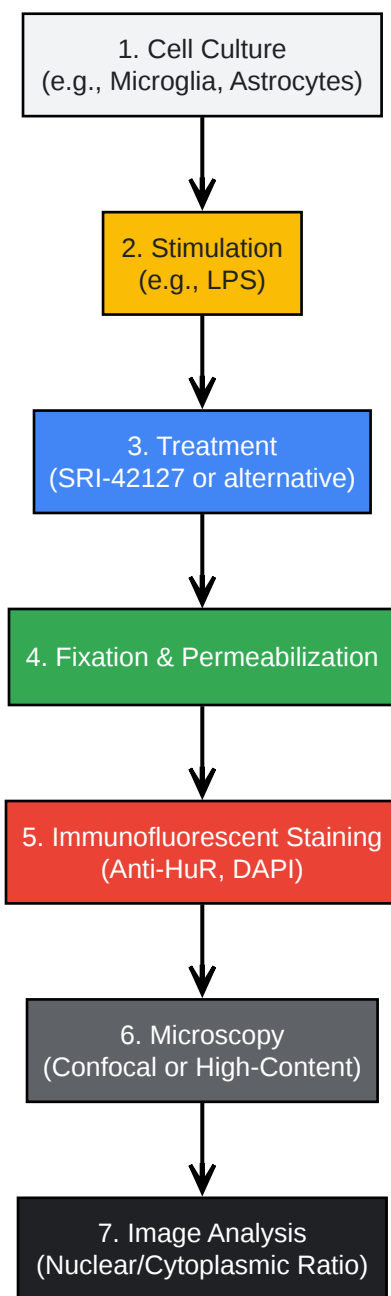 1. Cell Culture
(e.g., Microglia, Astrocytes)
2. Stimulation
(e.g., LPS)
3. Treatment
(SRI-42127 or alternative)
4. Fixation & Permeabilization
5. Immunofluorescent Staining
(Anti-HuR, DAPI)
6. Microscopy
(Confocal or High-Content)
7. Image Analysis
(Nuclear/Cytoplasmic Ratio)